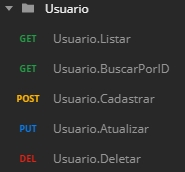 Usuario
GET Usuario.Listar
GET Usuario.BuscarPorID
POST Usuario.Cadastrar
PUT Usuario.Atualizar
DEL Usuario.Deletar